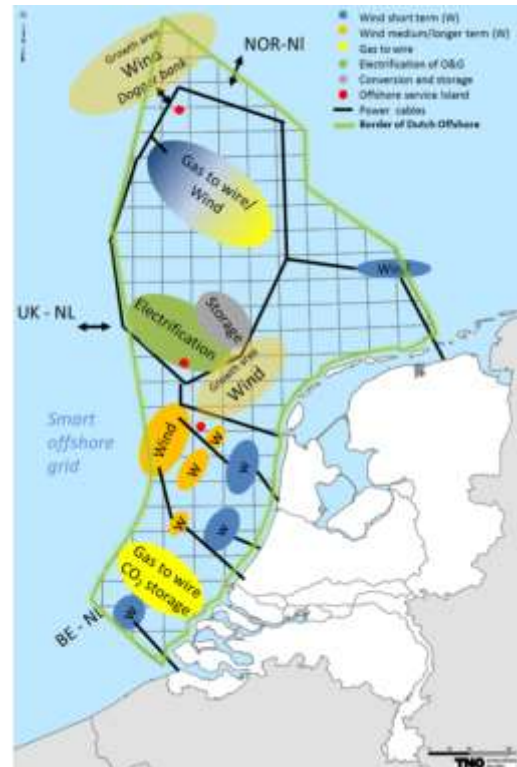 Wind short term (W)
Wind medium/longer term (W)
Gas to wire
Electrification of O&G
Conversion and storage
Offshore service Island
Power cables
Border of Dutch Offshore
Growth area
Wind
Dogger bank
NOR-Nl
Gas to wire/
Wind
Wind
UK - NL
Electrification
Storage
Growth area
Wind
Smart
offshore
grid
Wind
W
W
W
W
W
Gas to wire
CO₂ storage
BE - NL
W
TNO